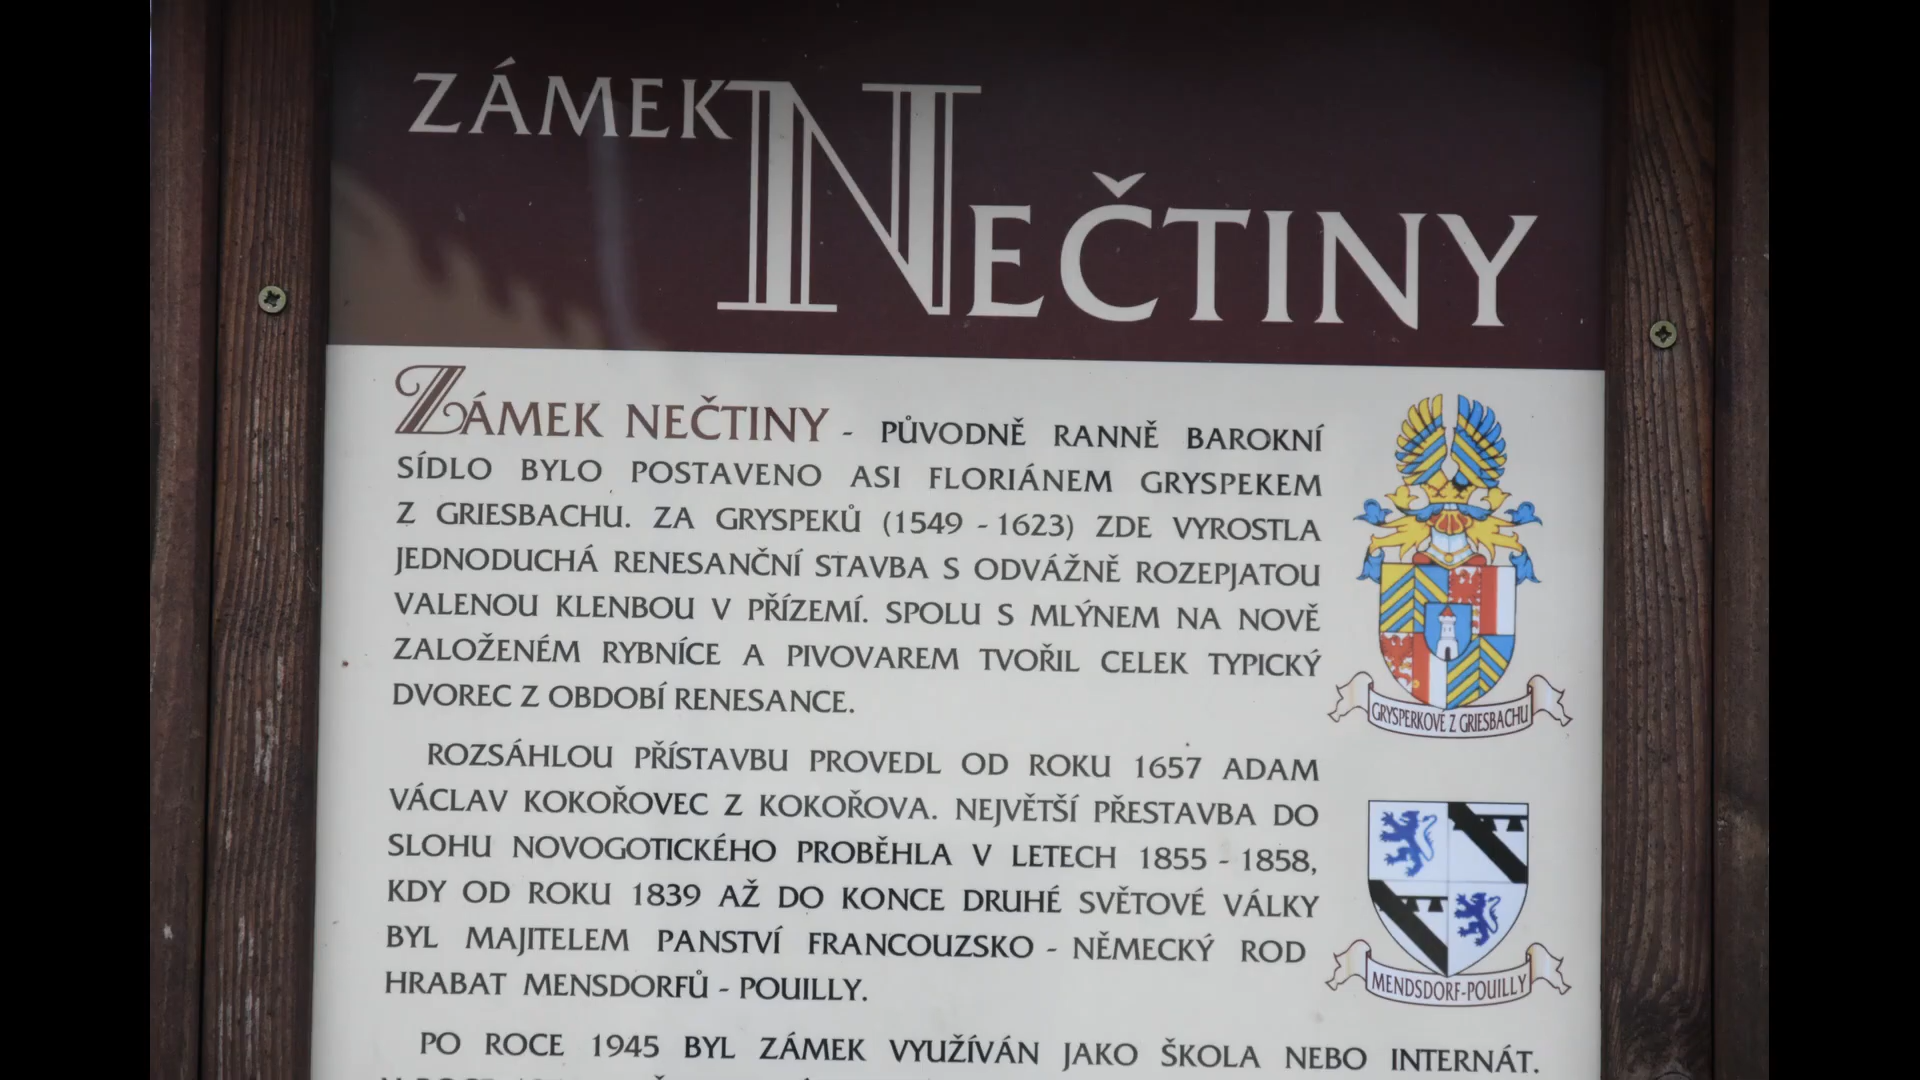 ZÁMEK NEČTINY
ZÁMEK NEČTINY - PŮVODNĚ RANNĚ BAROKNÍ
SÍDLO BYLO POSTAVENO ASI FLORIÁNEM GRYSPEKEM
Z GRIESBACHU. ZA GRYSPEKŮ (1549 - 1623) ZDE VYROSTLA
JEDNODUCHÁ RENESANČNÍ STAVBA S ODVÁŽNĚ ROZEPJATOU
VALENOU KLENBOU V PŘÍZEMÍ. SPOLU S MLÝNEM NA NOVĚ
ZALOŽENÉM RYBNÍCE A PIVOVAREM TVOŘIL CELEK TYPICKÝ
DVOREC Z OBDOBÍ RENESANCE.
GRYSPERKOVÉ Z GRIESBACHU
ROZSÁHLOU PŘÍSTAVBU PROVEDL OD ROKU 1657 ADAM
VÁCLAV KOKOŘOVEC Z KOKOŘOVA. NEJVĚTŠÍ PŘESTAVBA DO
SLOHU NOVOGOTICKÉHO PROBĚHLA V LETECH 1855 - 1858,
KDY OD ROKU 1839 AŽ DO KONCE DRUHÉ SVĚTOVÉ VÁLKY
BYL MAJITELEM PANSTVÍ FRANCOUZSKO - NĚMECKÝ ROD
HRABAT MENSDORFŮ - POUILLY.
MENDSDORF-POUILLY
PO ROCE 1945 BYL ZÁMEK VYUŽÍVÁN JAKO ŠKOLA NEBO INTERNÁT.